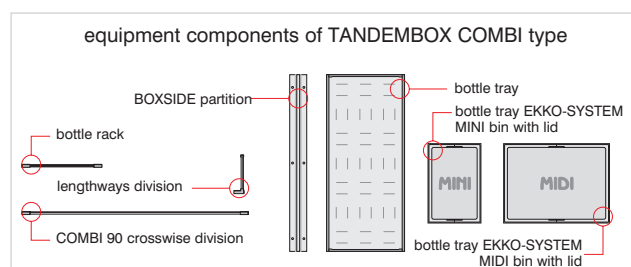 equipment components of TANDEMBOX COMBI type
BOXSIDE partition
bottle tray
bottle tray EKKO-SYSTEM
MINI bin with lid
bottle rack
lengthways division
MINI
MIDI
COMBI 90 crosswise division
bottle tray EKKO-SYSTEM
MIDI bin with lid